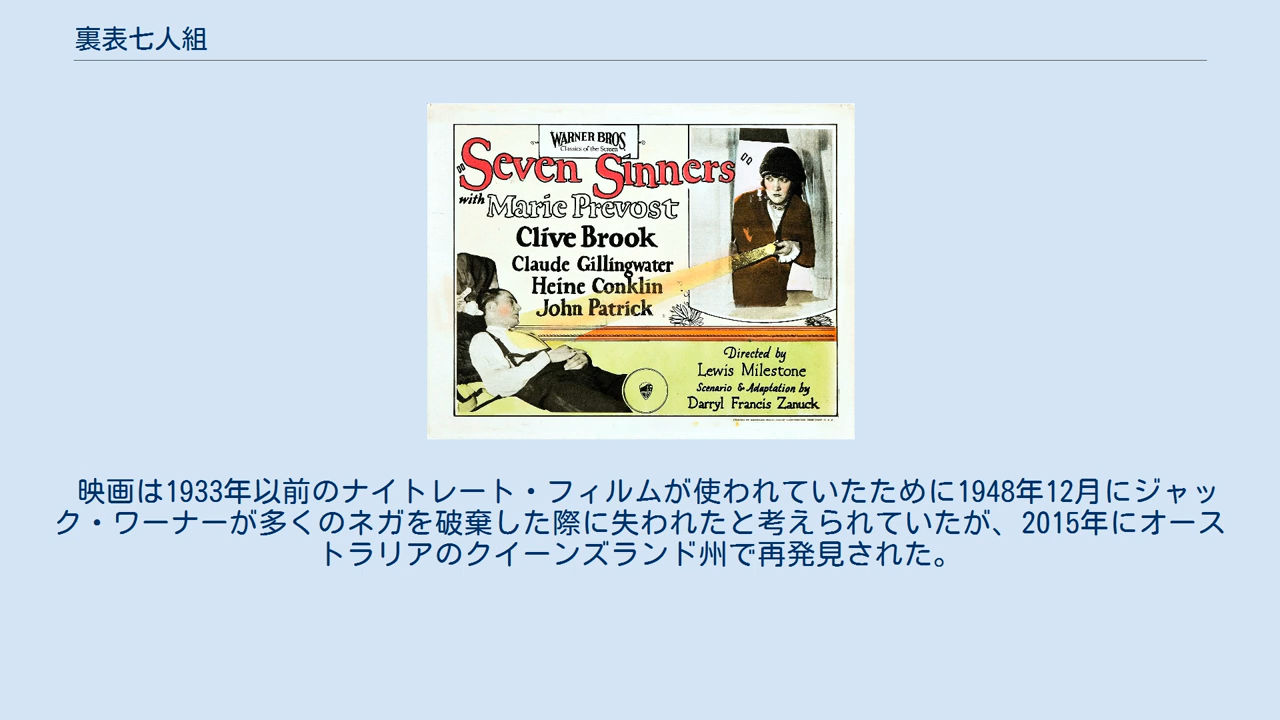 裏表七人組
WARNER BROS
Classics of the Screen
"Seven Sinners"
with Marie Prevost
Clive Brook
Claude Gillingwater
Heine Conklin
John Patrick
Directed by
Lewis Milestone
Scenario & Adaptation by
Darryl Francis Zanuck
映画は1933年以前のナイトレート・フィルムが使われていたために1948年12月にジャッ
ク・ワーナーが多くのネガを破棄した際に失われたと考えられていたが、2015年にオース
トラリアのクイーンズランド州で再発見された。